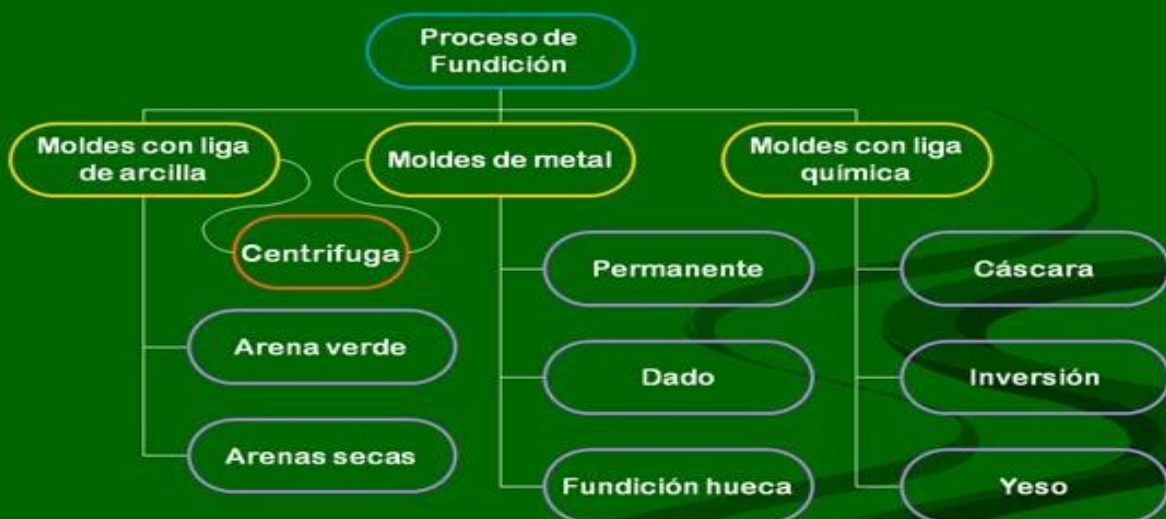 Proceso de
Fundición
Moldes con liga
de arcilla
Moldes de metal
Moldes con liga
química
Centrifuga
Permanente
Cáscara
Arena verde
Dado
Inversión
Arenas secas
Fundición hueca
Yeso